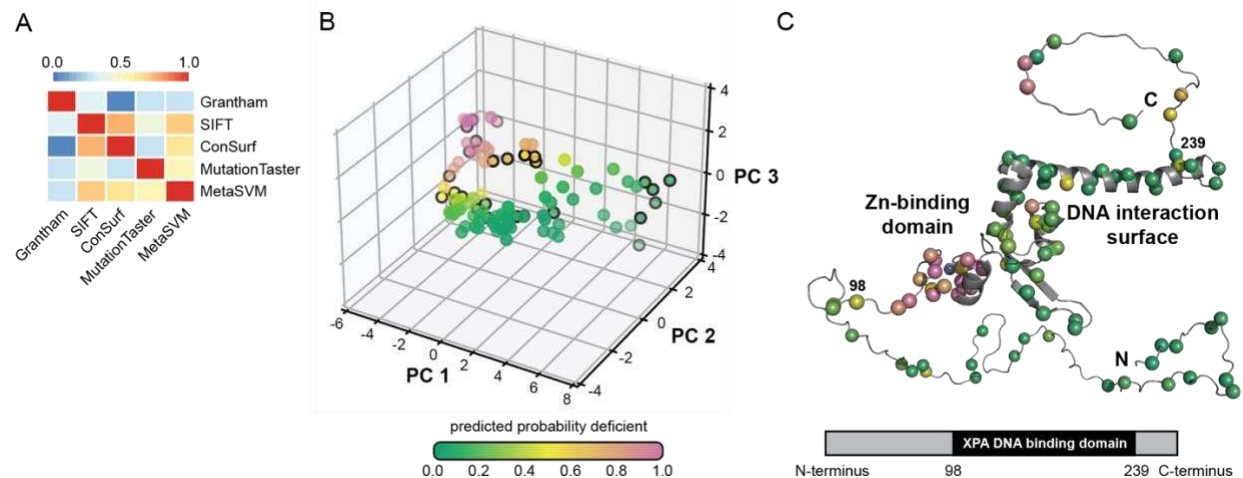 A
0.0 0.5 1.0
Grantham
SIFT
ConSurf
MutationTaster
MetaSVM
Grantham
SIFT
ConSurf
MutationTaster
MetaSVM
B
4
2
0
-2
-4
PC 3
4
2
0
-2
-4
PC 2
-6
-4
-2
0
2
4
6
8
PC 1
predicted probability deficient
0.0 0.2 0.4 0.6 0.8 1.0
C
C
239
Zn-binding
domain
DNA interaction
surface
98
N
XPA DNA binding domain
N-terminus 98 239 C-terminus